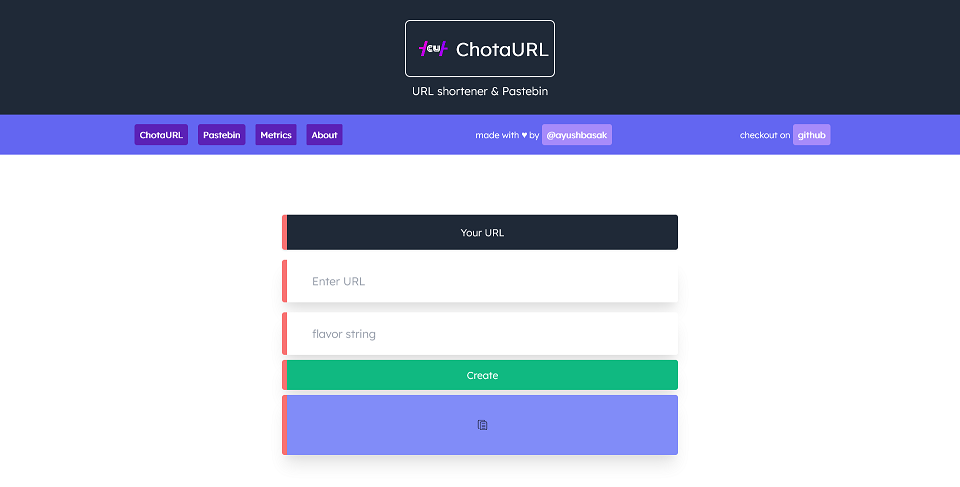 cu ChotaURL
URL shortener & Pastebin
ChotaURL Pastebin Metrics About made with ♥ by @ayushbasak checkout on github
Your URL
Enter URL
flavor string
Create